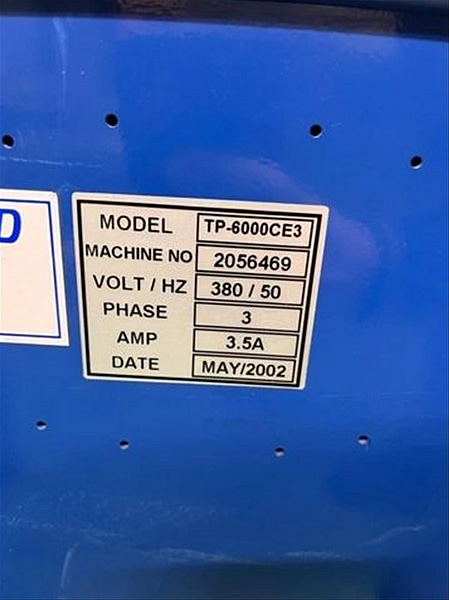 D
MODEL TP-6000CE3
MACHINE NO 2056469
VOLT / HZ 380 / 50
PHASE 3
AMP 3.5A
DATE MAY/2002